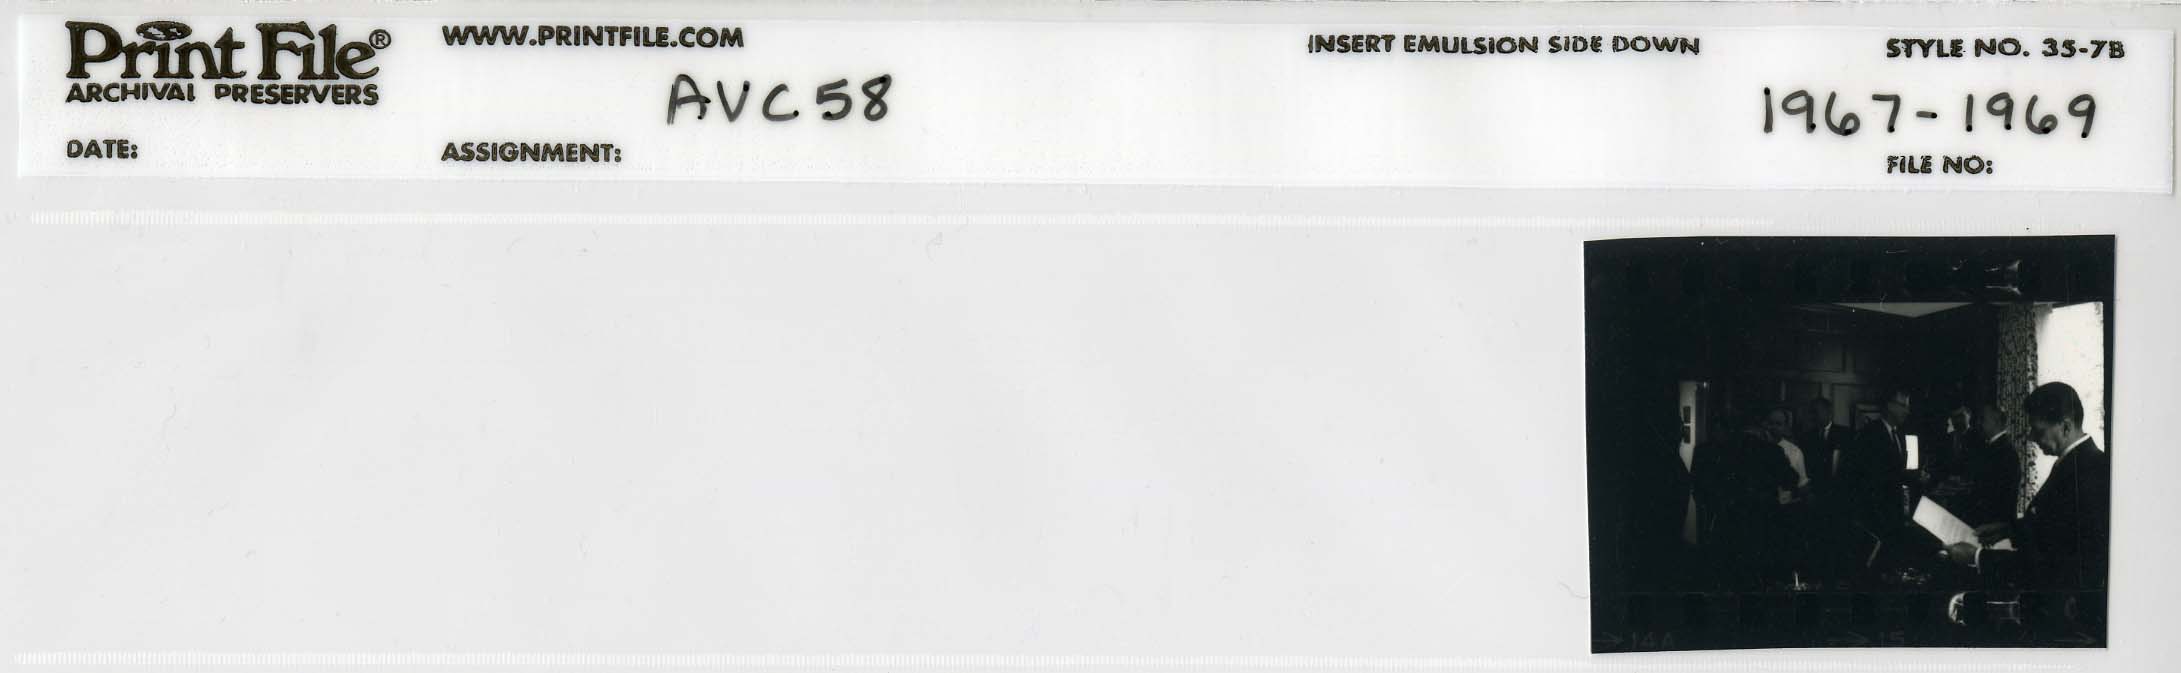 Print File®
ARCHIVAL PRESERVERS
WWW.PRINTFILE.COM
INSERT EMULSION SIDE DOWN
STYLE NO. 35-7B
AVC 58
1967-1969
DATE:
ASSIGNMENT:
FILE NO: